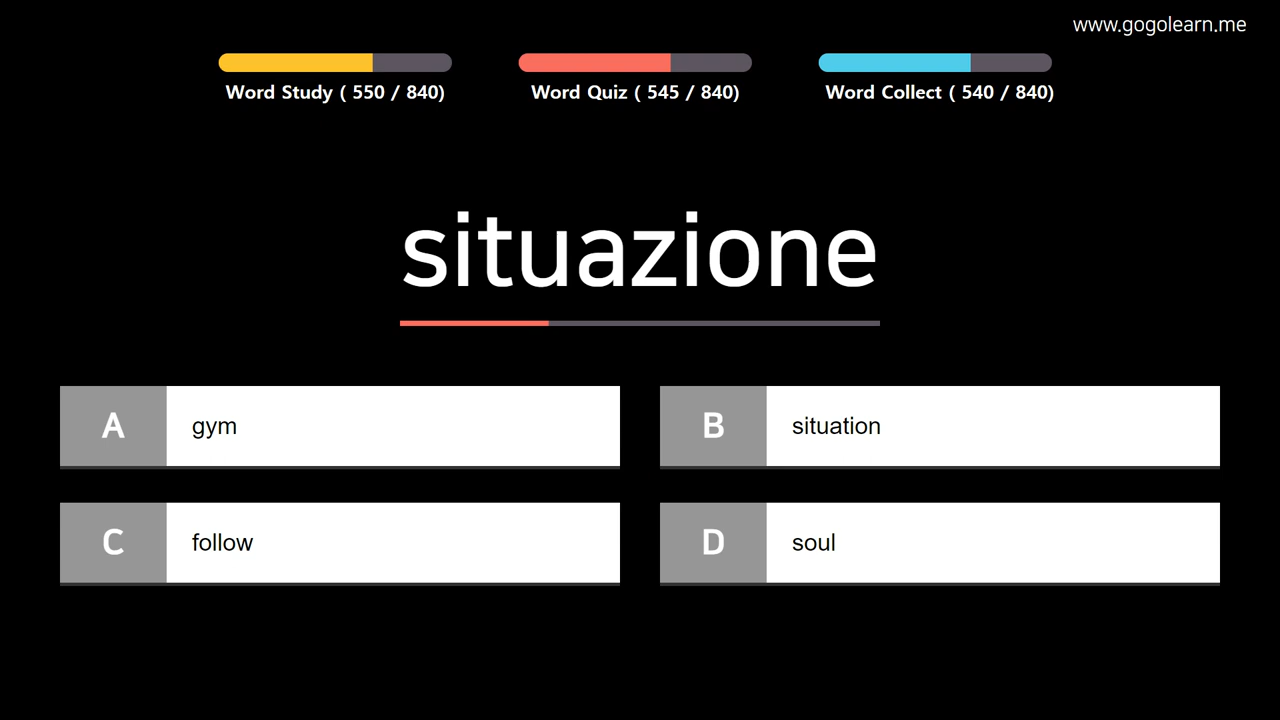 www.gogolearn.me
Word Study ( 550 / 840)
Word Quiz ( 545 / 840)
Word Collect ( 540 / 840)
situazione
A gym
B situation
C follow
D soul